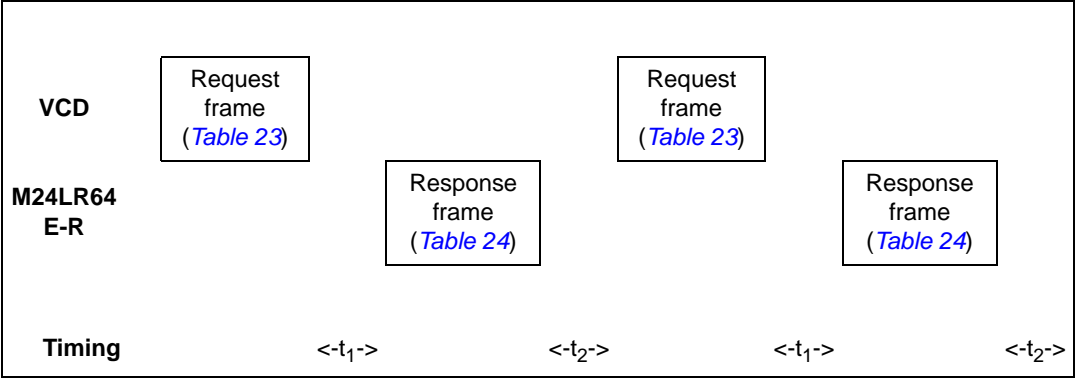 VCD
Request
frame
(Table 23)
Request
frame
(Table 23)
M24LR64
E-R
Response
frame
(Table 24)
Response
frame
(Table 24)
Timing <-t1-> <-t2-> <-t1-> <-t2->